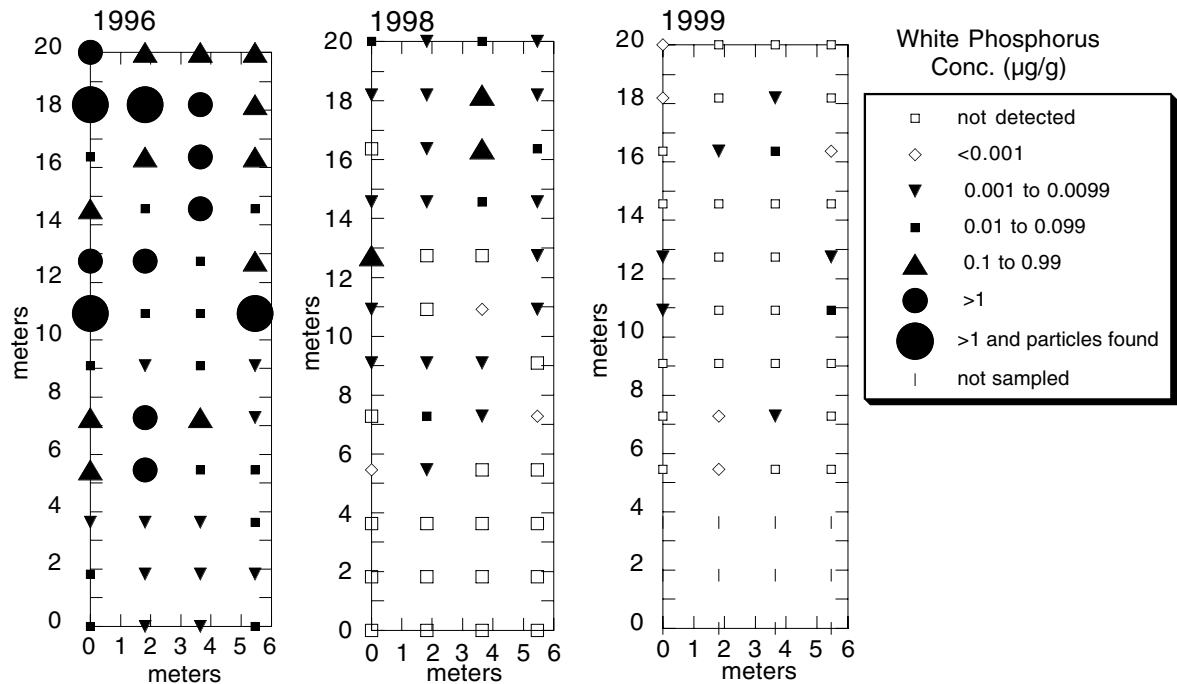 1996
20
18
16
14
12
10
8
6
4
2
0
meters
0 1 2 3 4 5 6
meters
1998
20
18
16
14
12
10
8
6
4
2
0
meters
0 1 2 3 4 5 6
meters
1999
20
18
16
14
12
10
8
6
4
2
0
meters
0 1 2 3 4 5 6
meters
White Phosphorus
Conc. (µg/g)
not detected
<0.001
0.001 to 0.0099
0.01 to 0.099
0.1 to 0.99
>1
>1 and particles found
not sampled